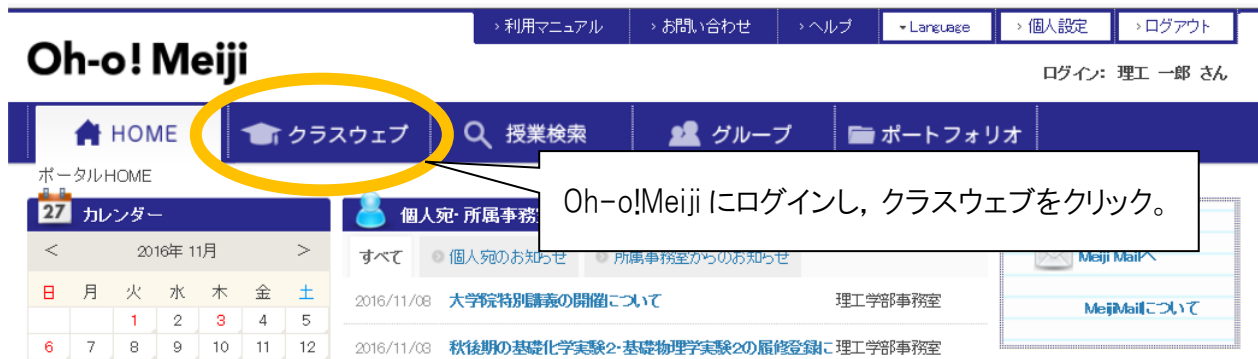 ›利用マニュアル ›お問い合わせ ›ヘルプ Language ›個人設定 ›ログアウト
Oh-o! Meiji
ログイン: 理工 一郎 さん
HOME クラスウェブ 授業検索 グループ ポートフォリオ
ポータルHOME
Oh-o!Meiji にログインし，クラスウェブをクリック。
27 カレンダー
個人宛・所属事務
< 2016年 11月 >
すべて 個人宛のお知らせ 所属事務室からのお知らせ
Meiji Mailへ
日 月 火 水 木 金 土
2016/11/08 大学院特別講義の開催について 理工学部事務室
MeijiMailについて
1 2 3 4 5
6 7 8 9 10 11 12
2016/11/03 秋後期の基礎化学実験2・基礎物理学実験2の履修登録に 理工学部事務室